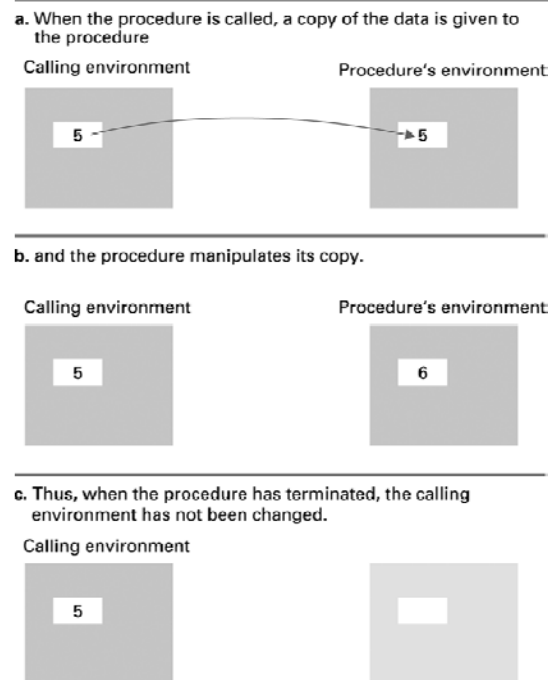 a. When the procedure is called, a copy of the data is given to
the procedure
Calling environment
Procedure's environment
5
5
b. and the procedure manipulates its copy.
Calling environment
Procedure's environment
5
6
c. Thus, when the procedure has terminated, the calling
environment has not been changed.
Calling environment
5